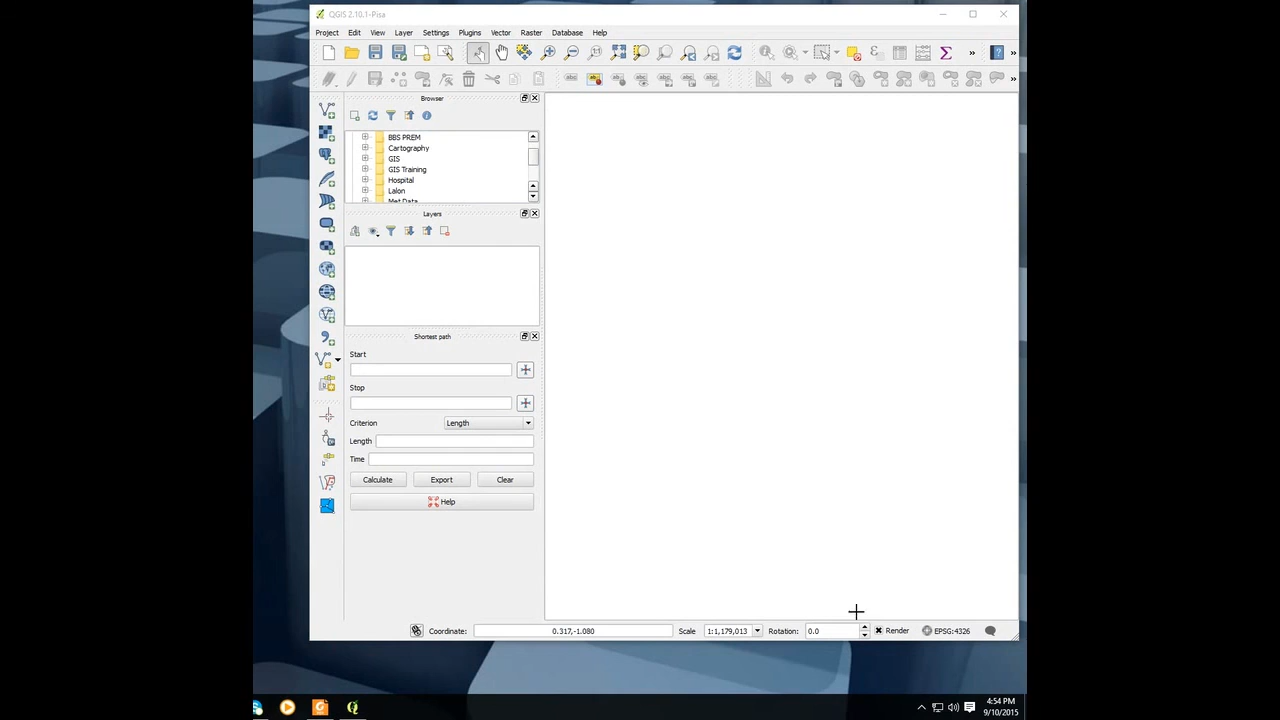 QGIS 2.10.1-Pisa
Project Edit View Layer Settings Plugins Vector Raster Database Help
Browser
BBS PREM
Cartography
GIS
GIS Training
Hospital
Lalon
Met Data
Layers
Shortest path
Start
Stop
Criterion Length
Length
Time
Calculate Export Clear
Help
Coordinate: 0.317,-1.080 Scale 1:1,179,013 Rotation: 0.0 Render EPSG:4326
4:54 PM
9/10/2015